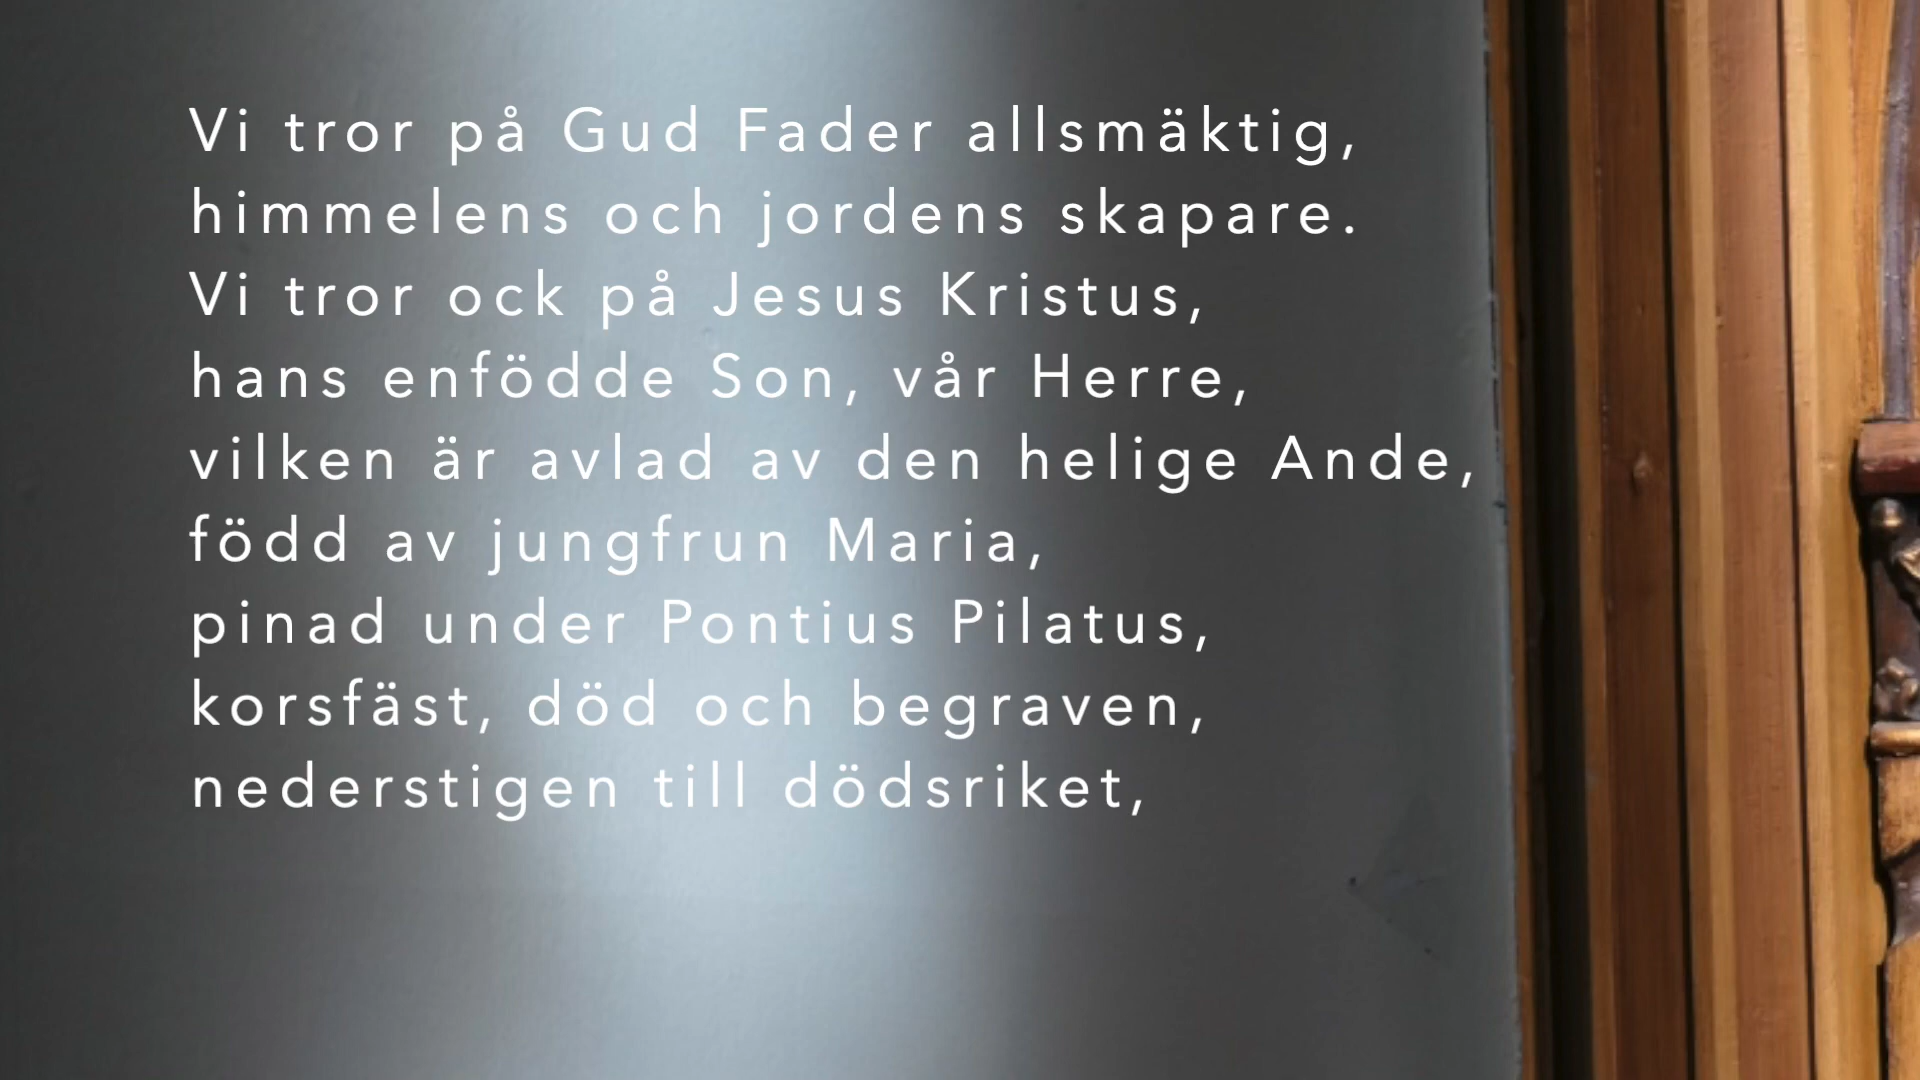 Vi tror på Gud Fader allsmäktig,
himmelens och jordens skapare.
Vi tror ock på Jesus Kristus,
hans enfödde Son, vår Herre,
vilken är avlad av den helige Ande,
född av jungfrun Maria,
pinad under Pontius Pilatus,
korsfäst, död och begraven,
nederstigen till dödsriket,